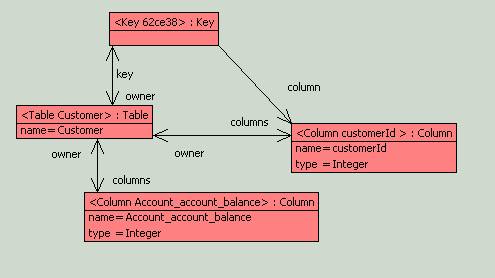 <Key 62ce38> : Key
key
owner
column
<Table Customer> : Table
name= Customer
columns
owner
owner
<Column customerId > : Column
name= customerId
type = Integer
columns
<Column Account_account_balance> : Column
name= Account_account_balance
type = Integer